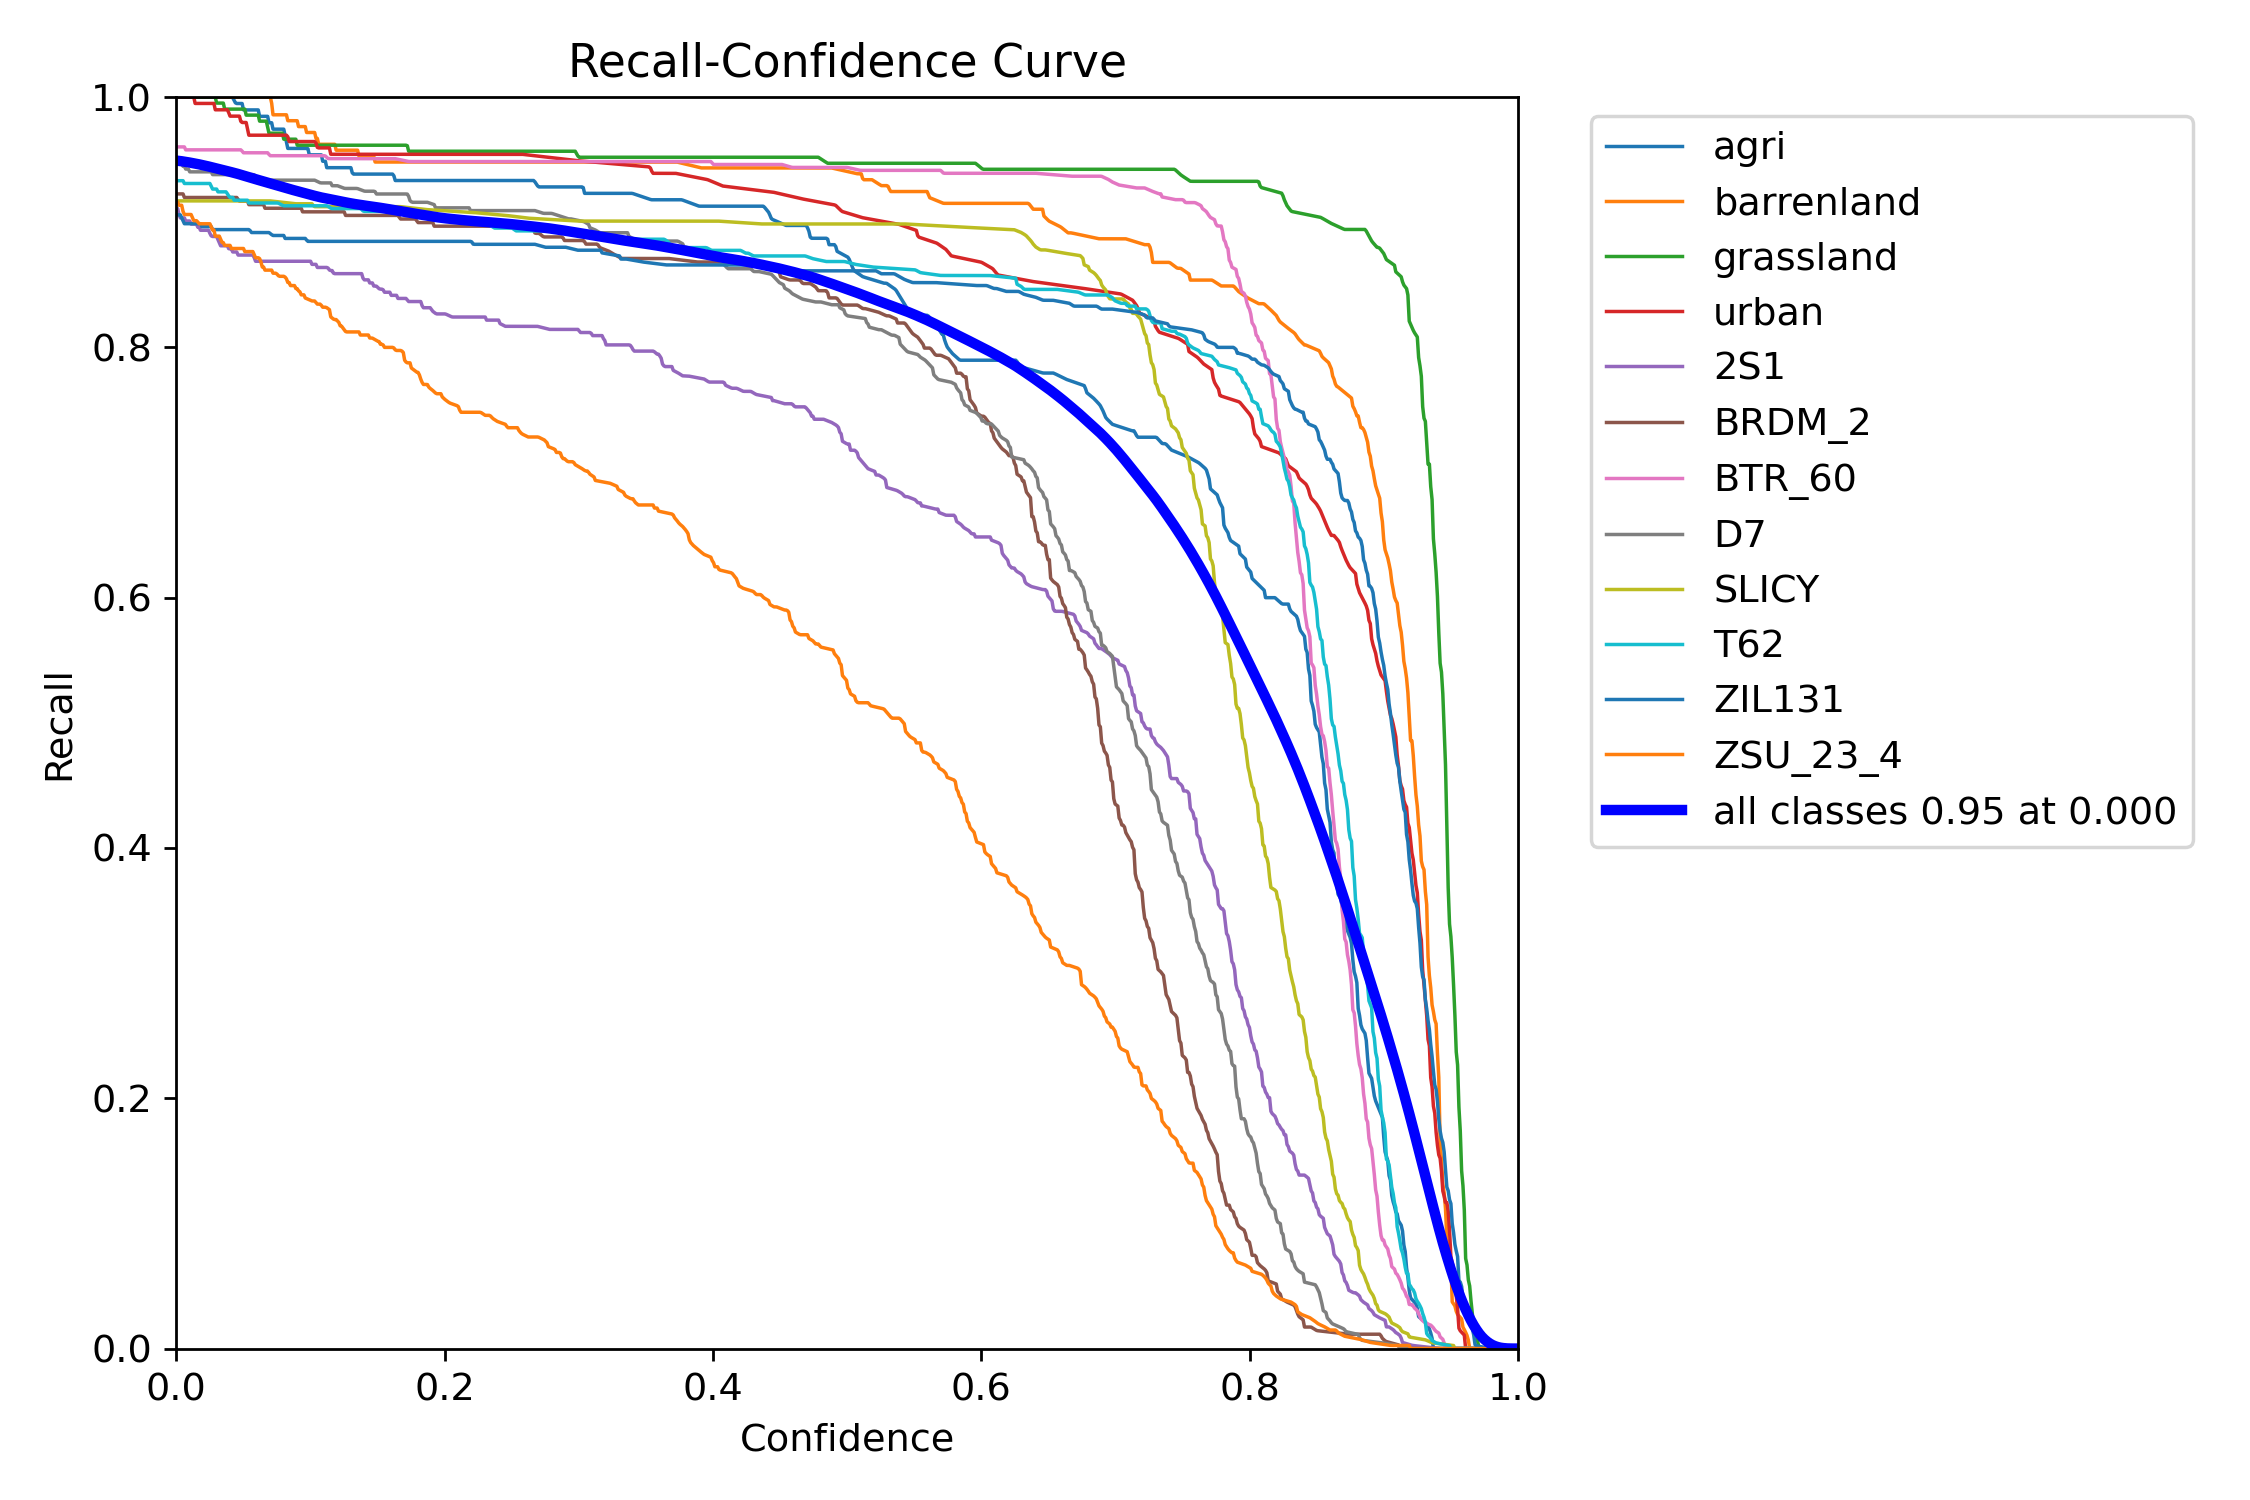 Recall-Confidence Curve
1.0
0.8
0.6
0.4
0.2
0.0
Recall
0.0 0.2 0.4 0.6 0.8 1.0
Confidence
agri
barrenland
grassland
urban
2S1
BRDM_2
BTR_60
D7
SLICY
T62
ZIL131
ZSU_23_4
all classes 0.95 at 0.000